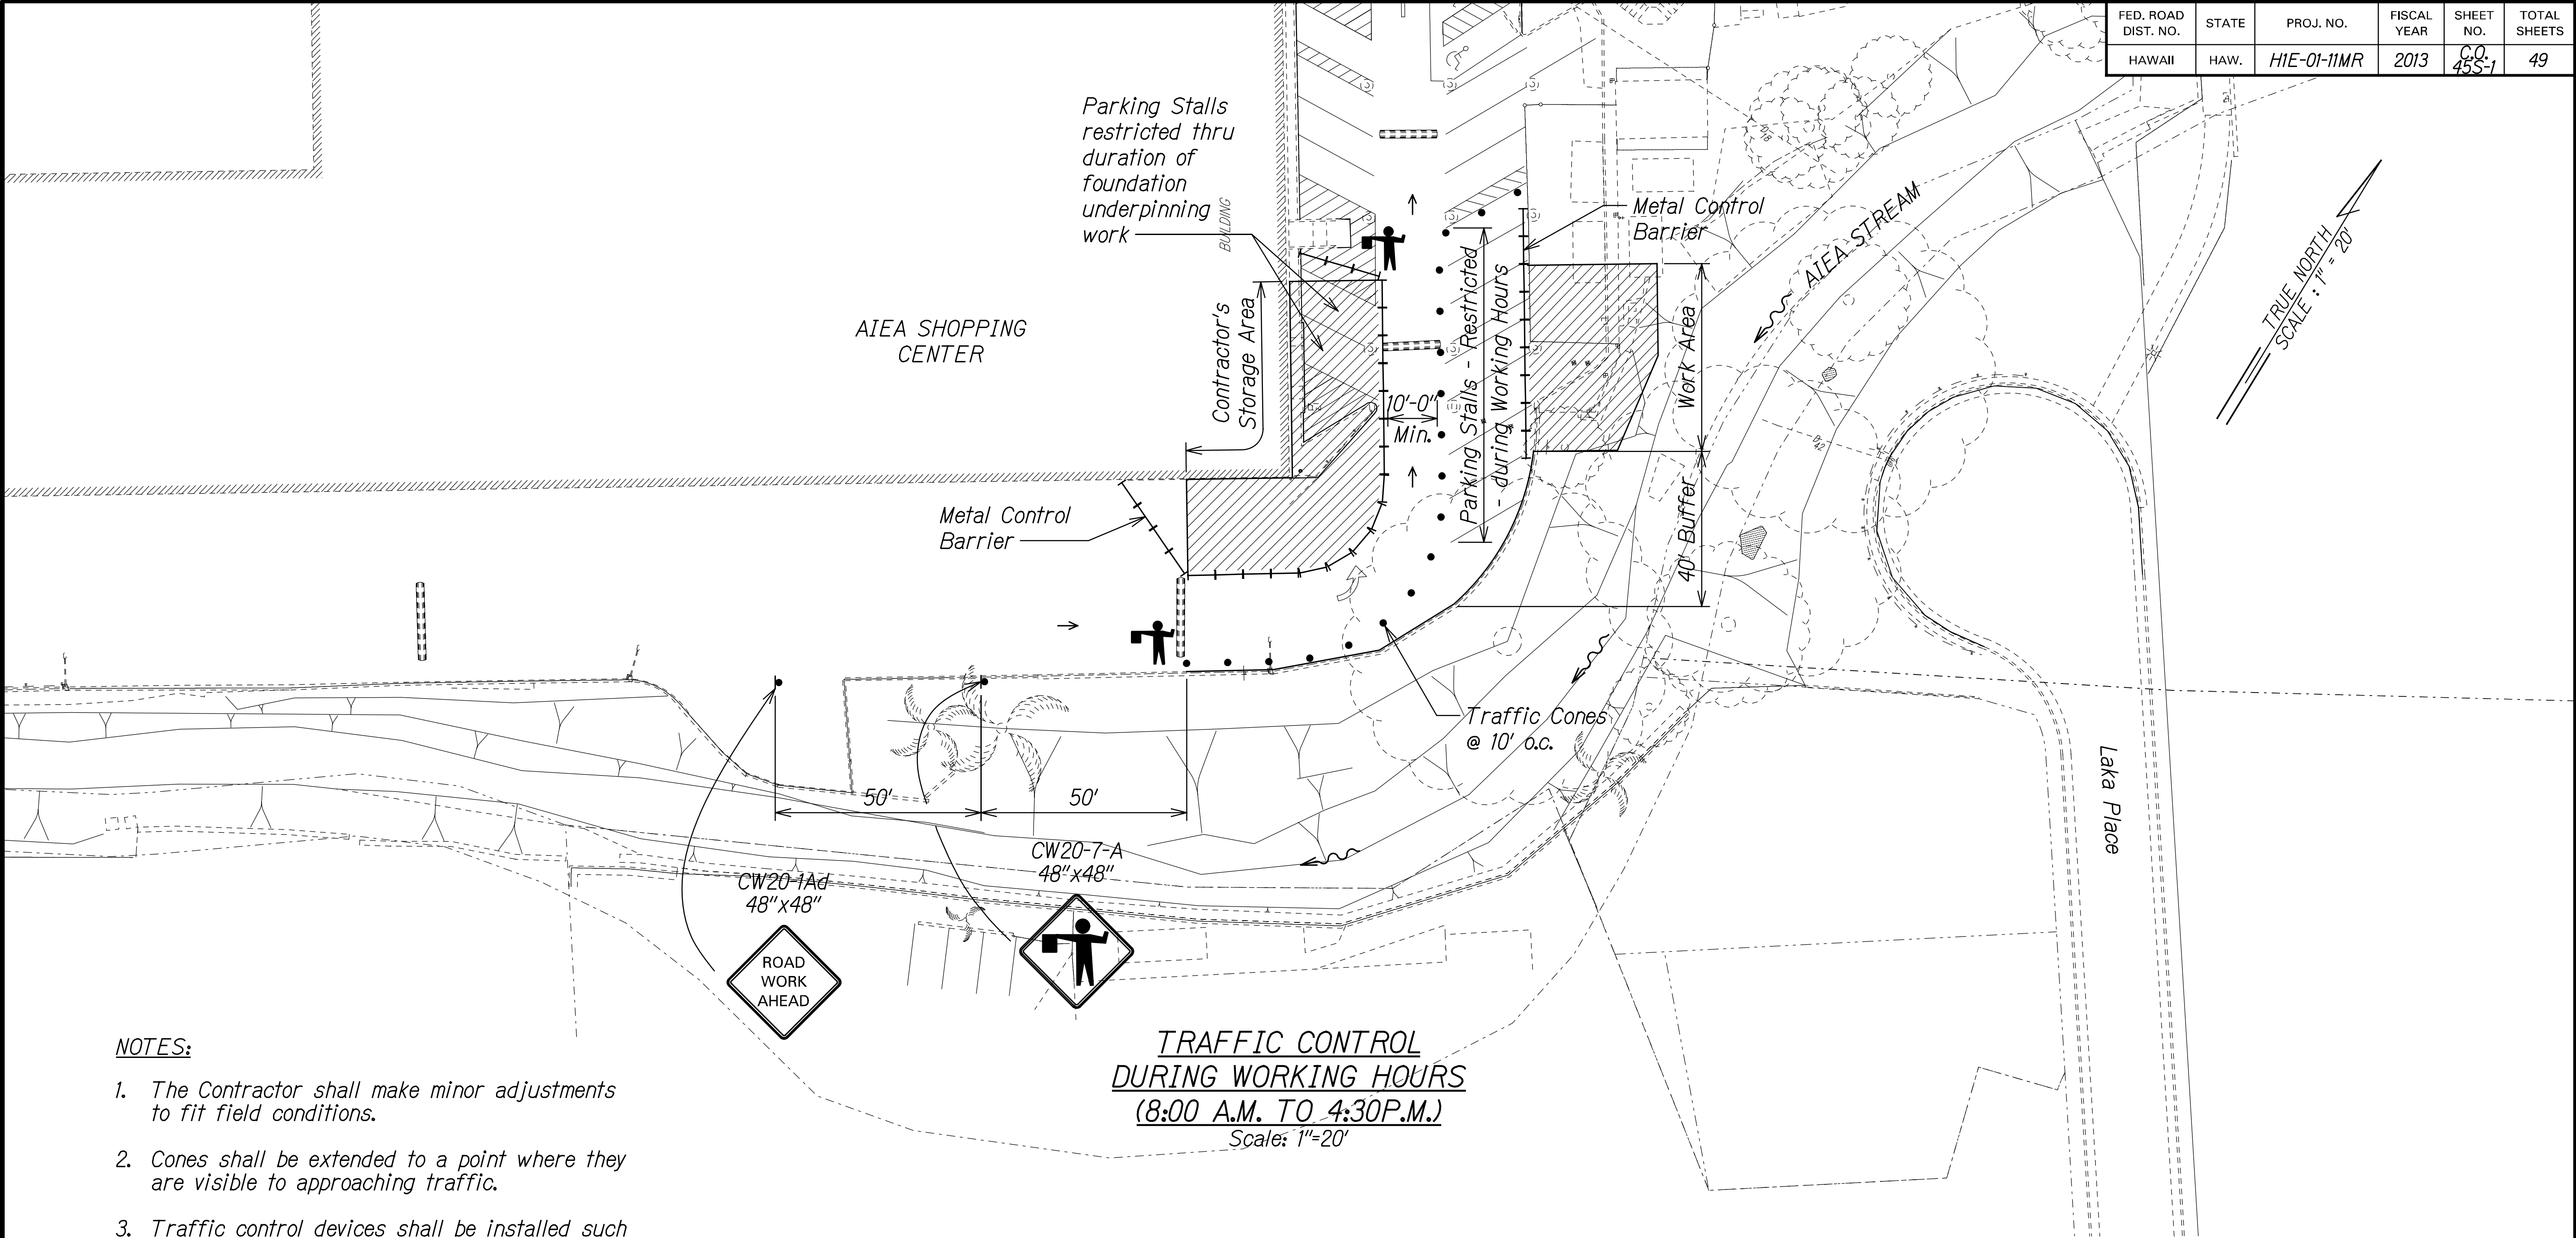 FED. ROAD DIST. NO.
STATE
PROJ. NO.
FISCAL YEAR
SHEET NO.
TOTAL SHEETS
HAWAII
HAW.
H1E-01-11MR
2013
C.O. 45S-1
49
Parking Stalls
restricted thru
duration of
foundation
underpinning
work
BUILDING
Metal Control
Barrier
AIEA STREAM
TRUE NORTH
SCALE : 1" = 20'
AIEA SHOPPING
CENTER
Contractor's
Storage Area
10'-0"
Min.
Parking Stalls - Restricted
- during Working Hours
Work Area
40' Buffer
Metal Control
Barrier
Traffic Cones
@ 10' o.c.
Laka Place
50'
50'
CW20-1Ad
48"x48"
ROAD
WORK
AHEAD
CW20-7-A
48"x48"
TRAFFIC CONTROL
DURING WORKING HOURS
(8:00 A.M. TO 4:30P.M.)
Scale: 1"=20'
NOTES:
1. The Contractor shall make minor adjustments
to fit field conditions.
2. Cones shall be extended to a point where they
are visible to approaching traffic.
3. Traffic control devices shall be installed such